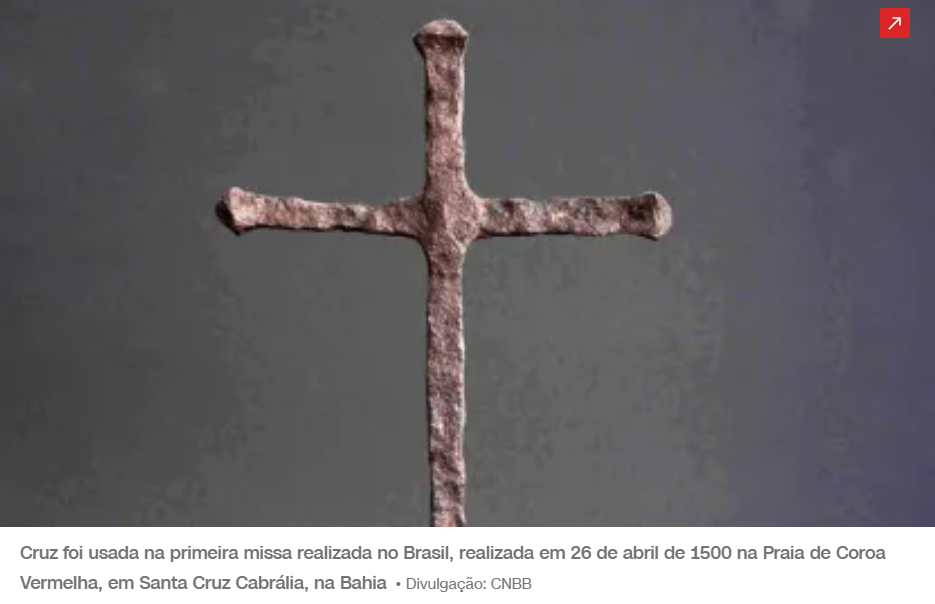 Cruz foi usada na primeira missa realizada no Brasil, realizada em 26 de abril de 1500 na Praia de Coroa
Vermelha, em Santa Cruz Cabrália, na Bahia • Divulgação: CNBB